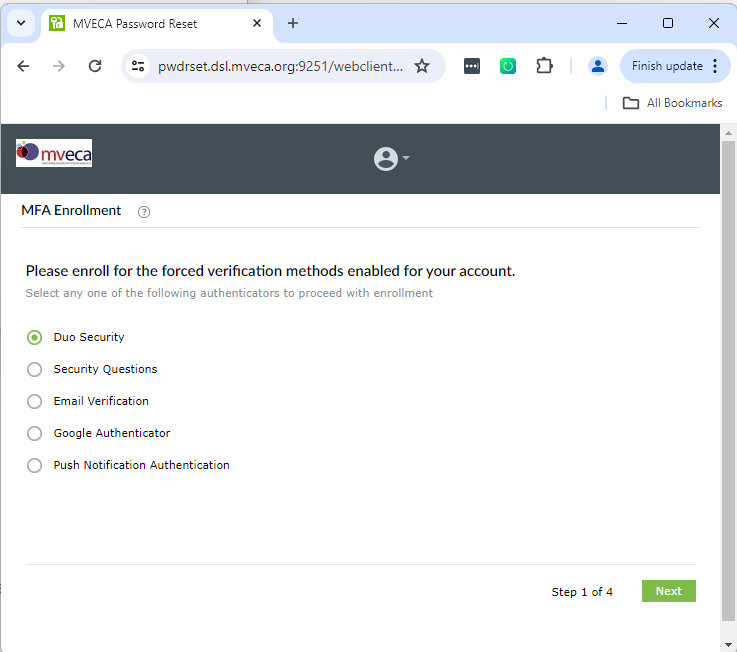 MVECA Password Reset
pwdrset.dsl.mveca.org:9251/webclient...
Finish update
All Bookmarks
mveca
MFA Enrollment ?
Please enroll for the forced verification methods enabled for your account.
Select any one of the following authenticators to proceed with enrollment
Duo Security
Security Questions
Email Verification
Google Authenticator
Push Notification Authentication
Step 1 of 4 Next